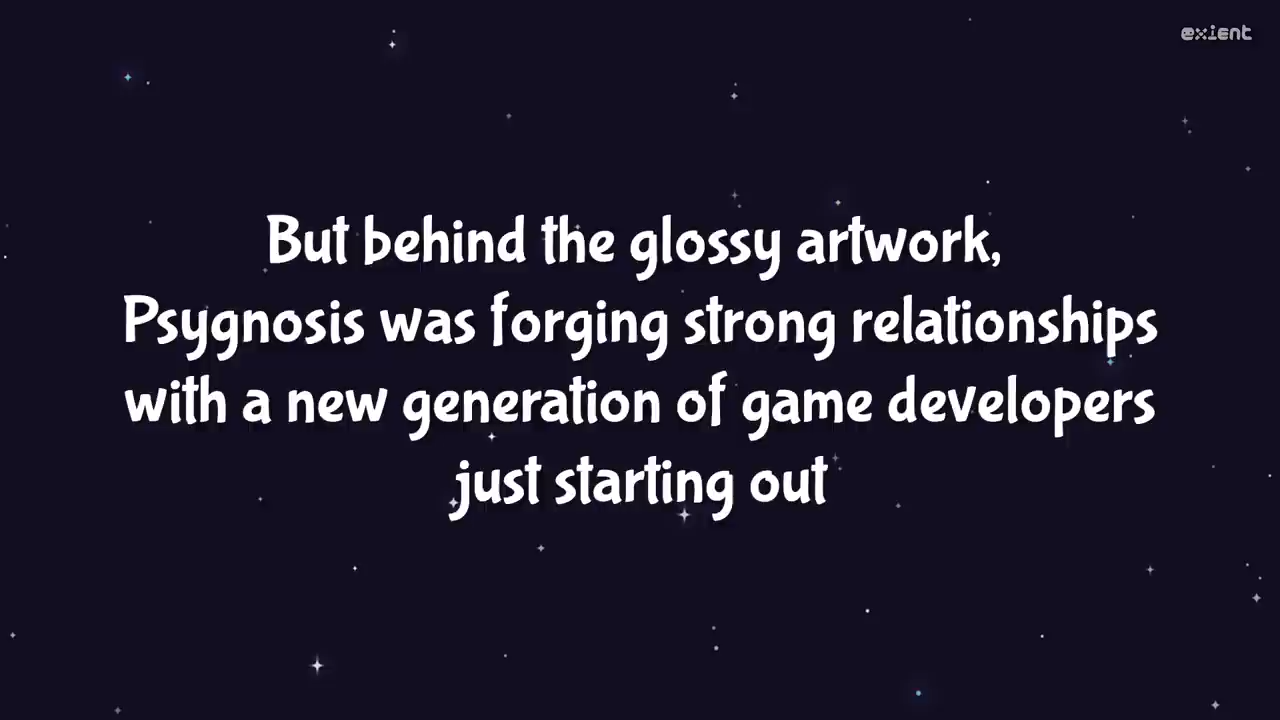 exient
But behind the glossy artwork,
Psygnosis was forging strong relationships
with a new generation of game developers
just starting out